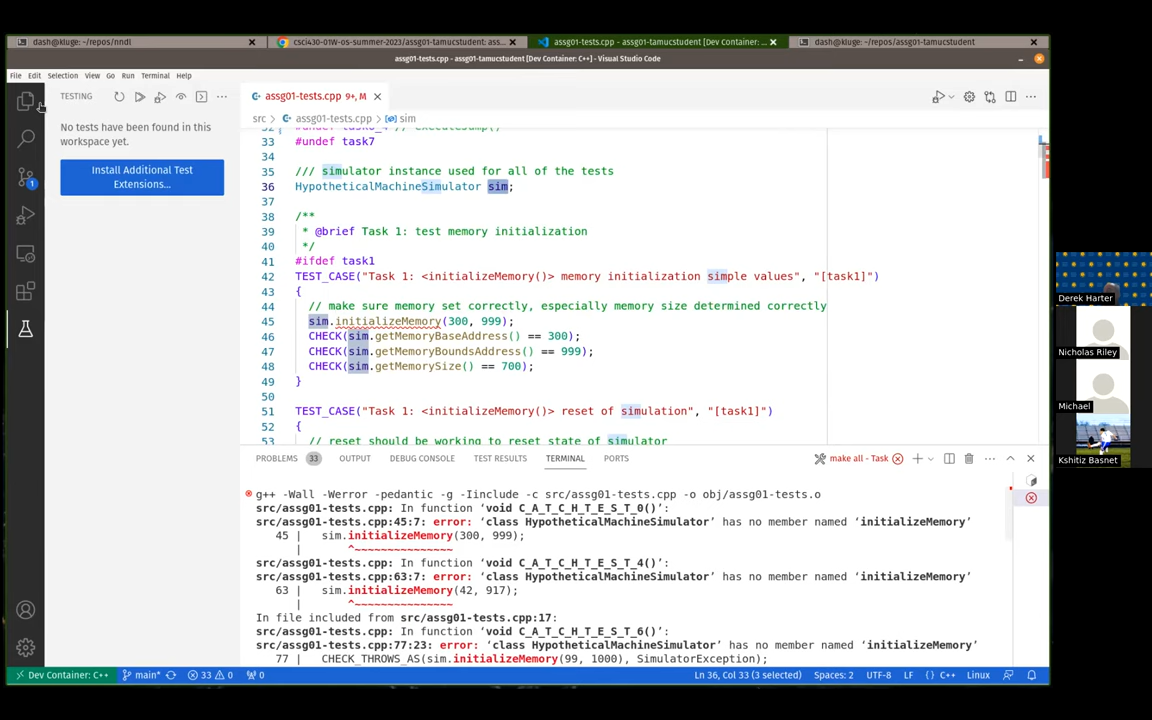 dash@kluge: ~/repos/nndl
csci430-01W-os-summer-2023/assg01-tamucstudent: ass...
assg01-tests.cpp - assg01-tamucstudent [Dev Container: ...
dash@kluge: ~/repos/assg01-tamucstudent
assg01-tests.cpp - assg01-tamucstudent [Dev Container: C++] - Visual Studio Code
File Edit Selection View Go Run Terminal Help
TESTING
assg01-tests.cpp 9+, M
No tests have been found in this
workspace yet.
Install Additional Test
Extensions...
1
src > assg01-tests.cpp > sim
32 #undef task6_4 // executeJump()
33 #undef task7
34
35 /// simulator instance used for all of the tests
36 HypotheticalMachineSimulator sim;
37
38 /**
39 * @brief Task 1: test memory initialization
40 */
41 #ifdef task1
42 TEST_CASE("Task 1: <initializeMemory()> memory initialization simple values", "[task1]")
43 {
44 // make sure memory set correctly, especially memory size determined correctly
45 sim.initializeMemory(300, 999);
46 CHECK(sim.getMemoryBaseAddress() == 300);
47 CHECK(sim.getMemoryBoundsAddress() == 999);
48 CHECK(sim.getMemorySize() == 700);
49 }
50
51 TEST_CASE("Task 1: <initializeMemory()> reset of simulation", "[task1]")
52 {
53 // reset should be working to reset state of simulator
PROBLEMS 33 OUTPUT DEBUG CONSOLE TEST RESULTS TERMINAL PORTS
make all - Task
g++ -Wall -Werror -pedantic -g -Iinclude -c src/assg01-tests.cpp -o obj/assg01-tests.o
src/assg01-tests.cpp: In function ‘void C_A_T_C_H_T_E_S_T_0()’:
src/assg01-tests.cpp:45:7: error: ‘class HypotheticalMachineSimulator’ has no member named ‘initializeMemory’
45 | sim.initializeMemory(300, 999);
| ^~~~~~~~~~~~~~~~
src/assg01-tests.cpp: In function ‘void C_A_T_C_H_T_E_S_T_4()’:
src/assg01-tests.cpp:63:7: error: ‘class HypotheticalMachineSimulator’ has no member named ‘initializeMemory’
63 | sim.initializeMemory(42, 917);
| ^~~~~~~~~~~~~~~~
In file included from src/assg01-tests.cpp:17:
src/assg01-tests.cpp: In function ‘void C_A_T_C_H_T_E_S_T_6()’:
src/assg01-tests.cpp:77:23: error: ‘class HypotheticalMachineSimulator’ has no member named ‘initializeMemory’
77 | CHECK_THROWS_AS(sim.initializeMemory(99, 1000), SimulatorException);
Dev Container: C++ main* 33 0 0 Ln 36, Col 33 (3 selected) Spaces: 2 UTF-8 LF {} C++ Linux
Derek Harter
Nicholas Riley
Michael
Kshitiz Basnet